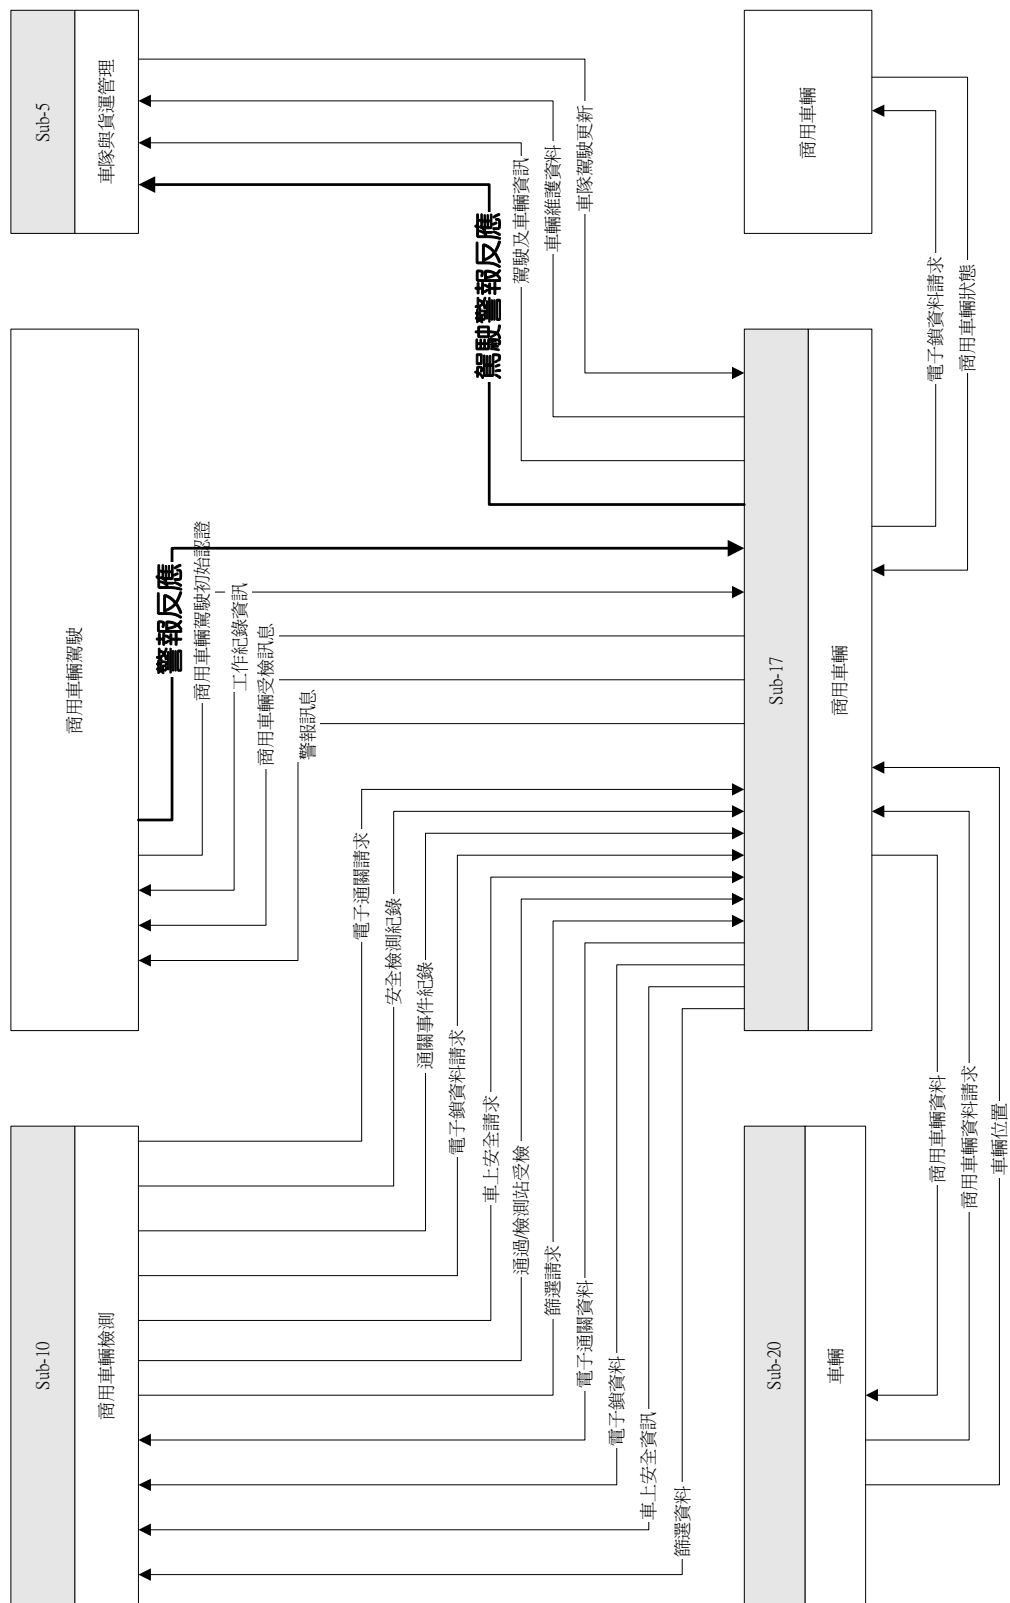 Sub-5
車隊與貨運管理
商用車輛駕駛
Sub-10
商用車輛檢測
商用車輛
Sub-17
商用車輛
Sub-20
車輛
車隊駕駛更新
車輛維護資料
駕駛及車輛資訊
駕駛警報反應
警報反應
商用車輛駕駛初始認證
工作紀錄資訊
商用車輛受檢訊息
警報訊息
電子通關請求
安全檢測紀錄
通關事件紀錄
電子鎖資料請求
車上安全請求
通過/檢測站受檢
篩選請求
電子通關資料
電子鎖資料
車上安全資訊
篩選資料
電子鎖資料請求
商用車輛狀態
商用車輛資料
商用車輛資料請求
車輛位置